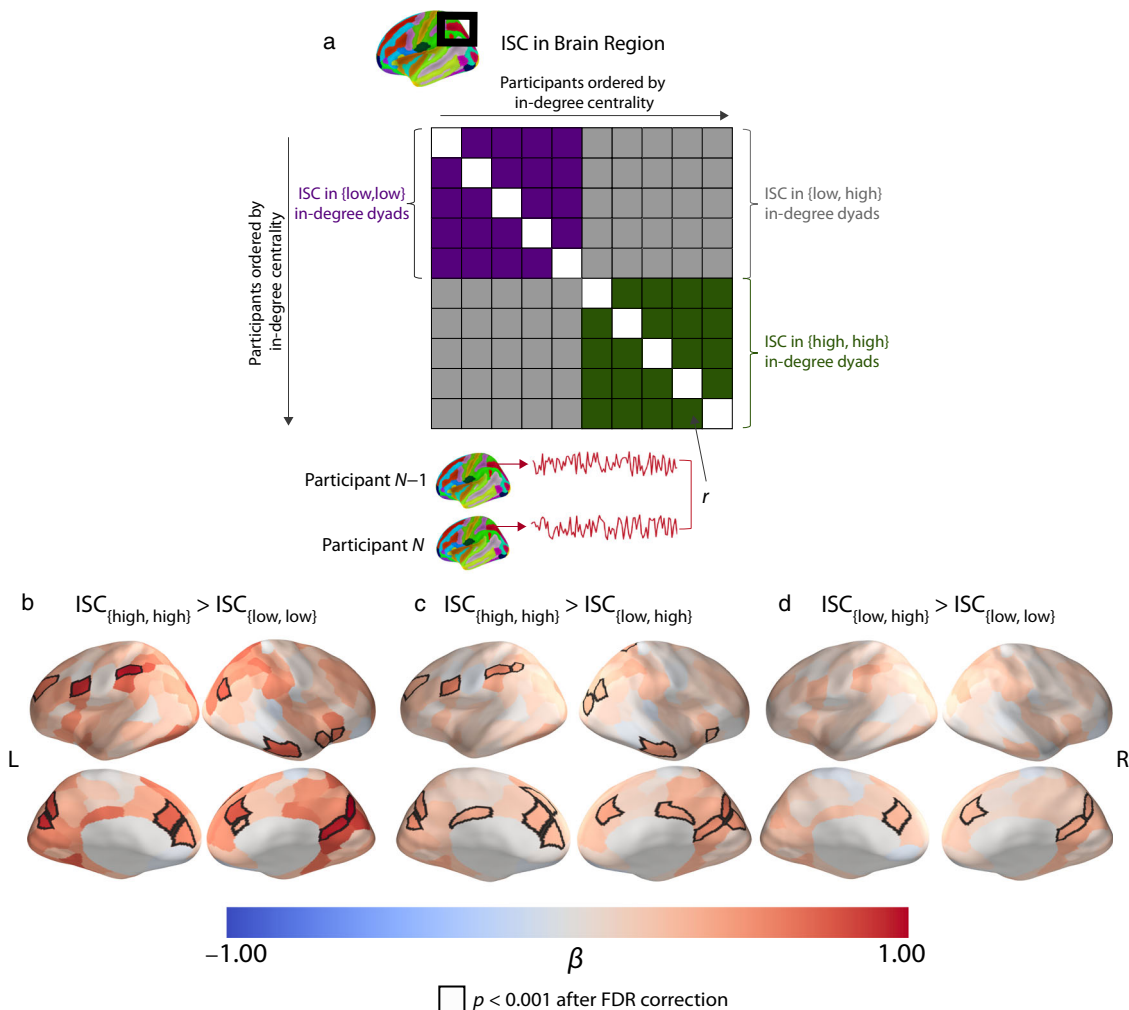 a
ISC in Brain Region
Participants ordered by
in-degree centrality
Participants ordered by
in-degree centrality
ISC in {low,low}
in-degree dyads
ISC in {low, high}
in-degree dyads
ISC in {high, high}
in-degree dyads
Participant N−1
r
Participant N
b ISC{high, high} > ISC{low, low}
c ISC{high, high} > ISC{low, high}
d ISC{low, high} > ISC{low, low}
L
R
−1.00
β
1.00
p < 0.001 after FDR correction